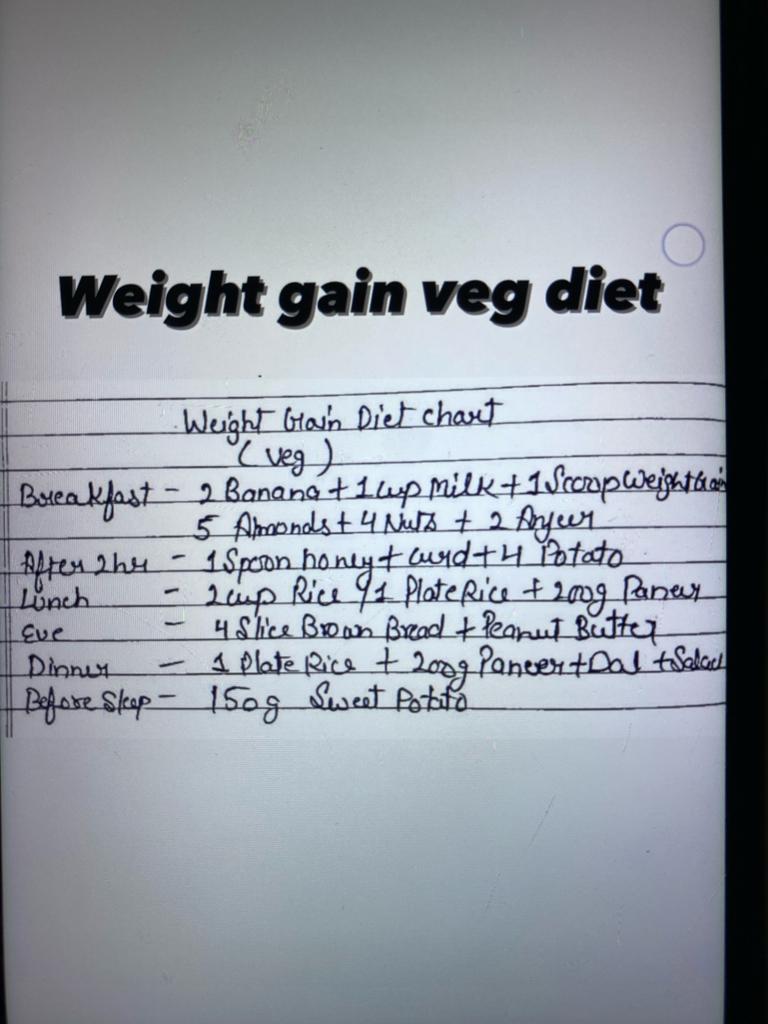 Weight gain veg diet
Weight Gain Diet chart
(veg)
Breakfast - 2 Banana + 1 cup Milk + 1 Scoop Weight Gain
5 Almonds + 4 Nuts + 2 Anjeer
After 2hr - 1 Spoon honey + curd + 4 Potato
Lunch - 2 cup Rice / 1 Plate Rice + 200g Paneer
Eve - 4 Slice Brown Bread + Peanut Butter
Dinner - 1 Plate Rice + 200g Paneer + Dal + Salad
Before Sleep - 150g Sweet Potato